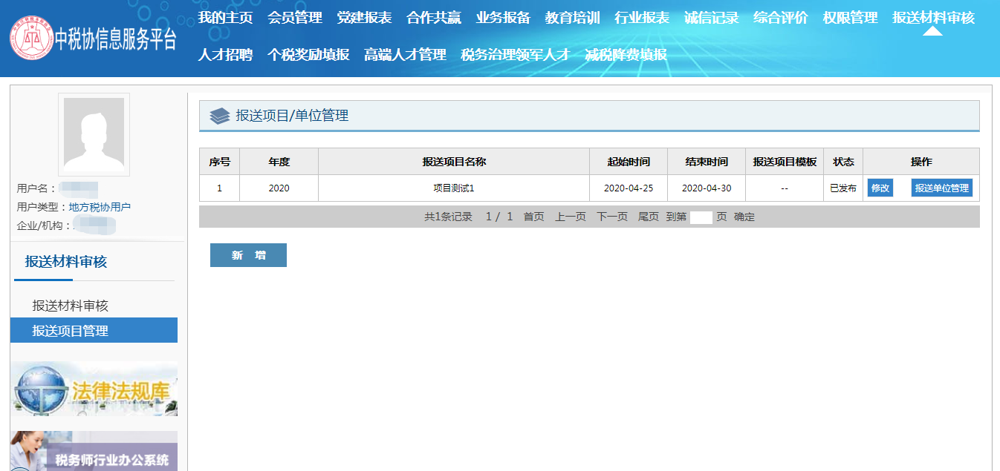 中税协信息服务平台
我的主页 会员管理 党建报表 合作共赢 业务报备 教育培训 行业报表 诚信记录 综合评价 权限管理 报送材料审核
人才招聘 个税奖励填报 高端人才管理 税务治理领军人才 减税降费填报
用户名：
用户类型：地方税协用户
企业/机构：
报送材料审核
报送材料审核
报送项目管理
法律法规库
税务师行业办公系统
报送项目/单位管理
序号 年度 报送项目名称 起始时间 结束时间 报送项目模板 状态 操作
1 2020 项目测试1 2020-04-25 2020-04-30 -- 已发布 修改 报送单位管理
共1条记录 1 / 1 首页 上一页 下一页 尾页 到第 页 确定
新 增